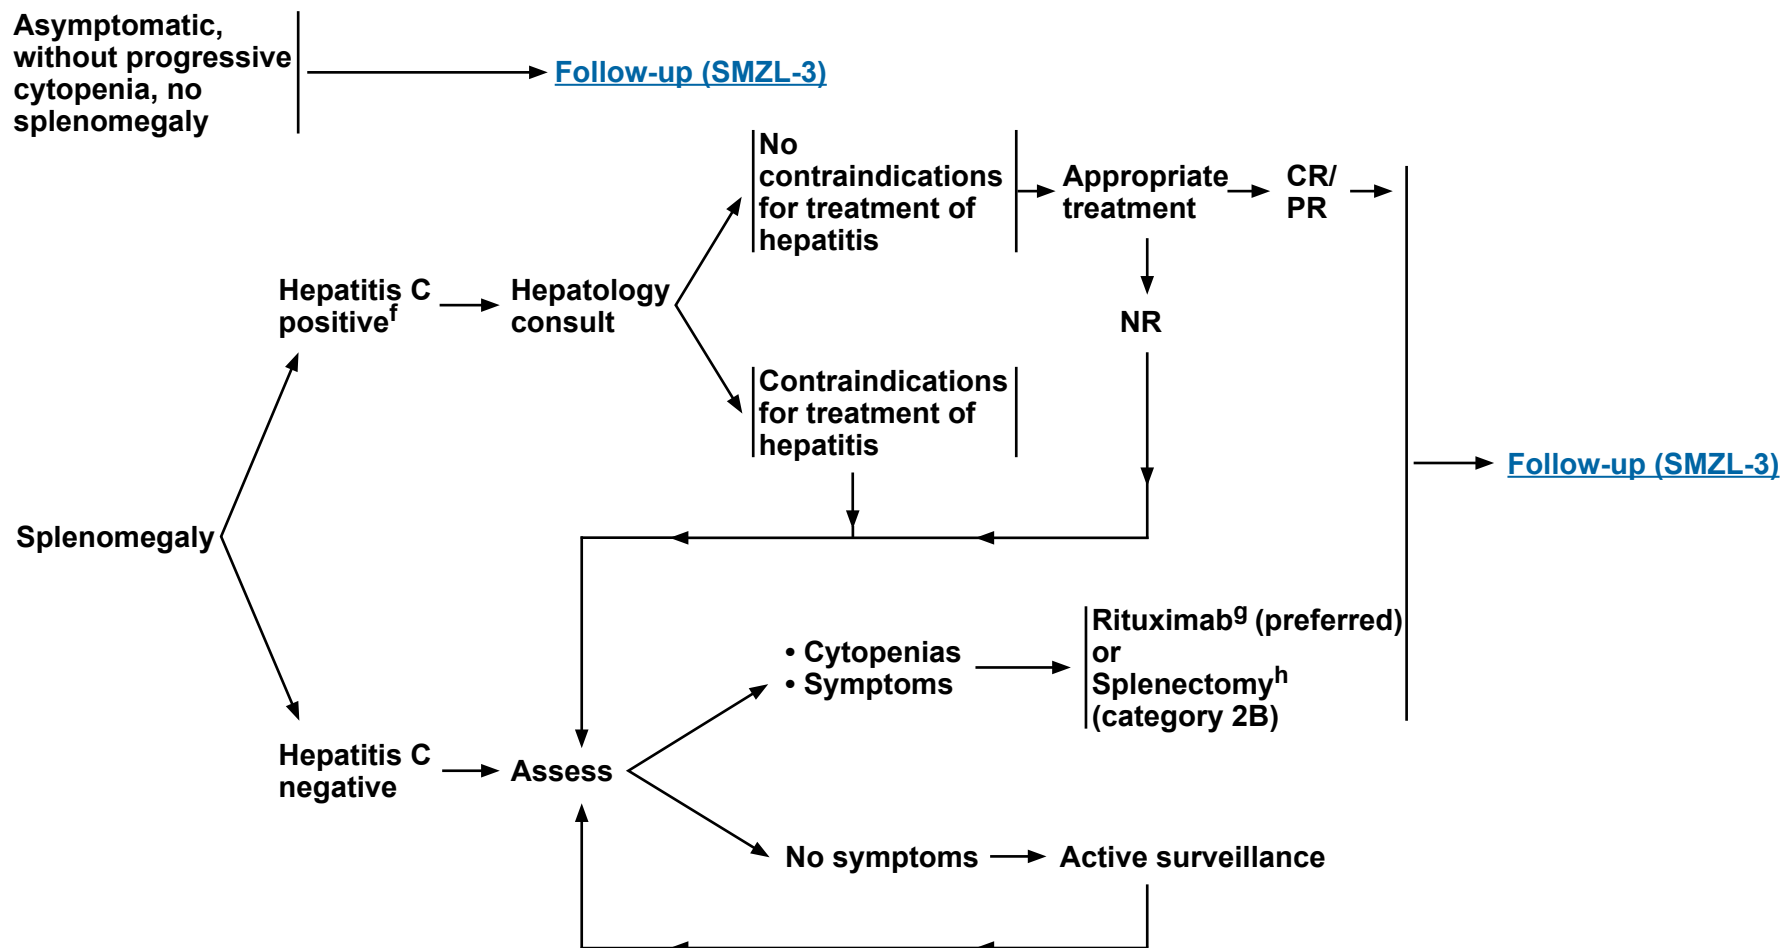 Asymptomatic,
without progressive
cytopenia, no
splenomegaly
Follow-up (SMZL-3)
No
contraindications
for treatment of
hepatitis
Appropriate
treatment
CR/
PR
Hepatitis C
positivef
Hepatology
consult
NR
Contraindications
for treatment of
hepatitis
Follow-up (SMZL-3)
Splenomegaly
Rituximabg (preferred)
or
Splenectomyh
(category 2B)
• Cytopenias
• Symptoms
Hepatitis C
negative
Assess
No symptoms
Active surveillance